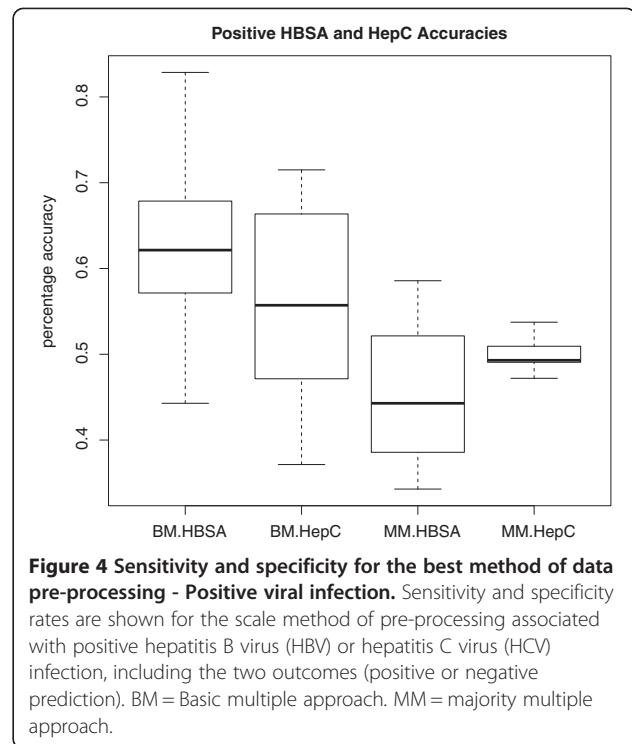 Positive HBSA and HepC Accuracies
percentage accuracy
0.8
0.7
0.6
0.5
0.4
BM.HBSA BM.HepC MM.HBSA MM.HepC
Figure 4 Sensitivity and specificity for the best method of data
pre-processing - Positive viral infection. Sensitivity and specificity
rates are shown for the scale method of pre-processing associated
with positive hepatitis B virus (HBV) or hepatitis C virus (HCV)
infection, including the two outcomes (positive or negative
prediction). BM = Basic multiple approach. MM = majority multiple
approach.